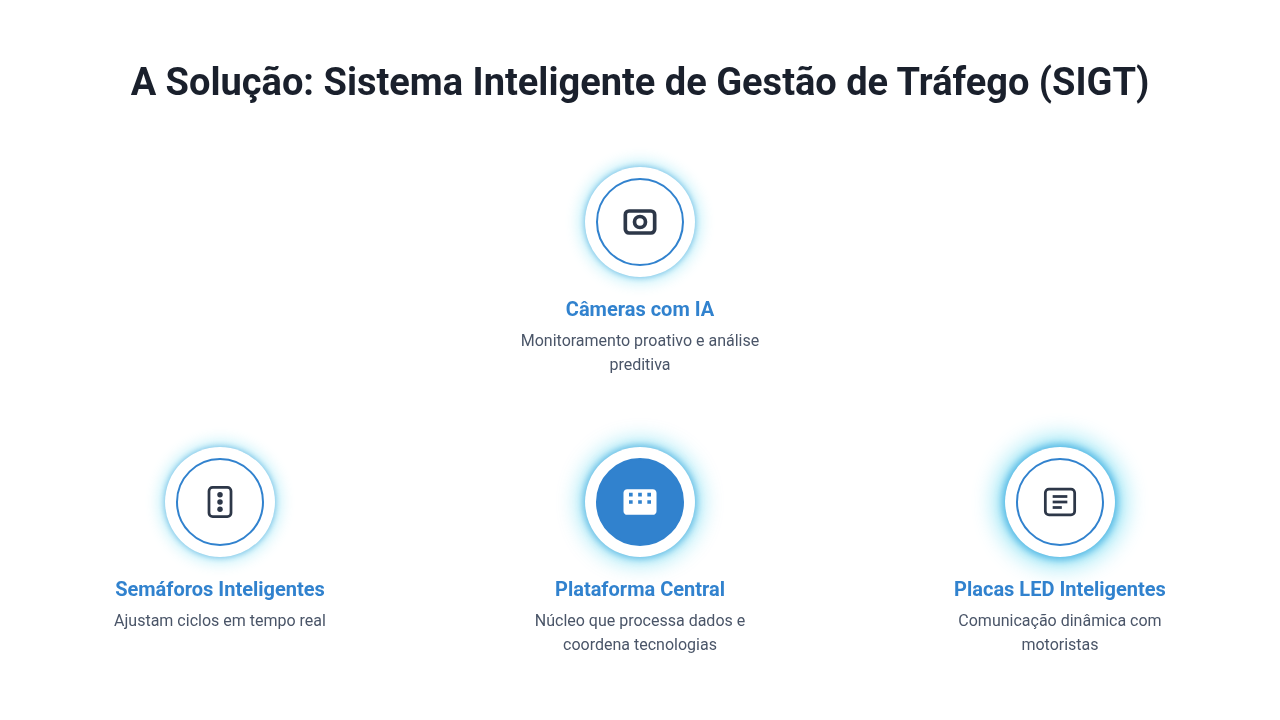 A Solução: Sistema Inteligente de Gestão de Tráfego (SIGT)
Câmeras com IA
Monitoramento proativo e análise
preditiva
Semáforos Inteligentes
Ajustam ciclos em tempo real
Plataforma Central
Núcleo que processa dados e
coordena tecnologias
Placas LED Inteligentes
Comunicação dinâmica com
motoristas